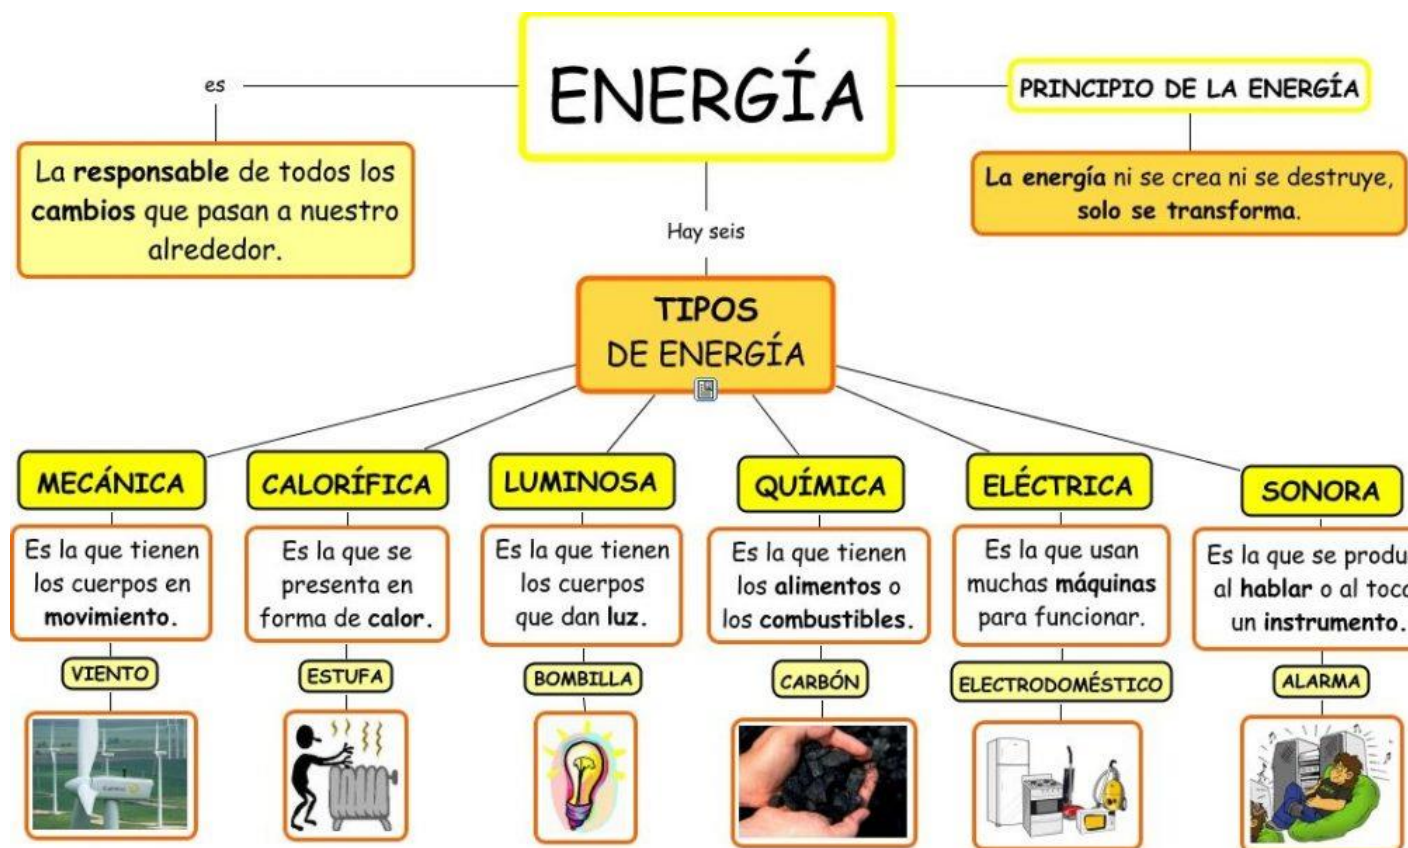 ENERGÍA
es
PRINCIPIO DE LA ENERGÍA
La responsable de todos los
cambios que pasan a nuestro
alrededor.
La energía ni se crea ni se destruye,
solo se transforma.
Hay seis
TIPOS
DE ENERGÍA
MECÁNICA
Es la que tienen
los cuerpos en
movimiento.
VIENTO
CALORÍFICA
Es la que se
presenta en
forma de calor.
ESTUFA
LUMINOSA
Es la que tienen
los cuerpos
que dan luz.
BOMBILLA
QUÍMICA
Es la que tienen
los alimentos o
los combustibles.
CARBÓN
ELÉCTRICA
Es la que usan
muchas máquinas
para funcionar.
ELECTRODOMÉSTICO
SONORA
Es la que se produ
al hablar o al toca
un instrumento.
ALARMA